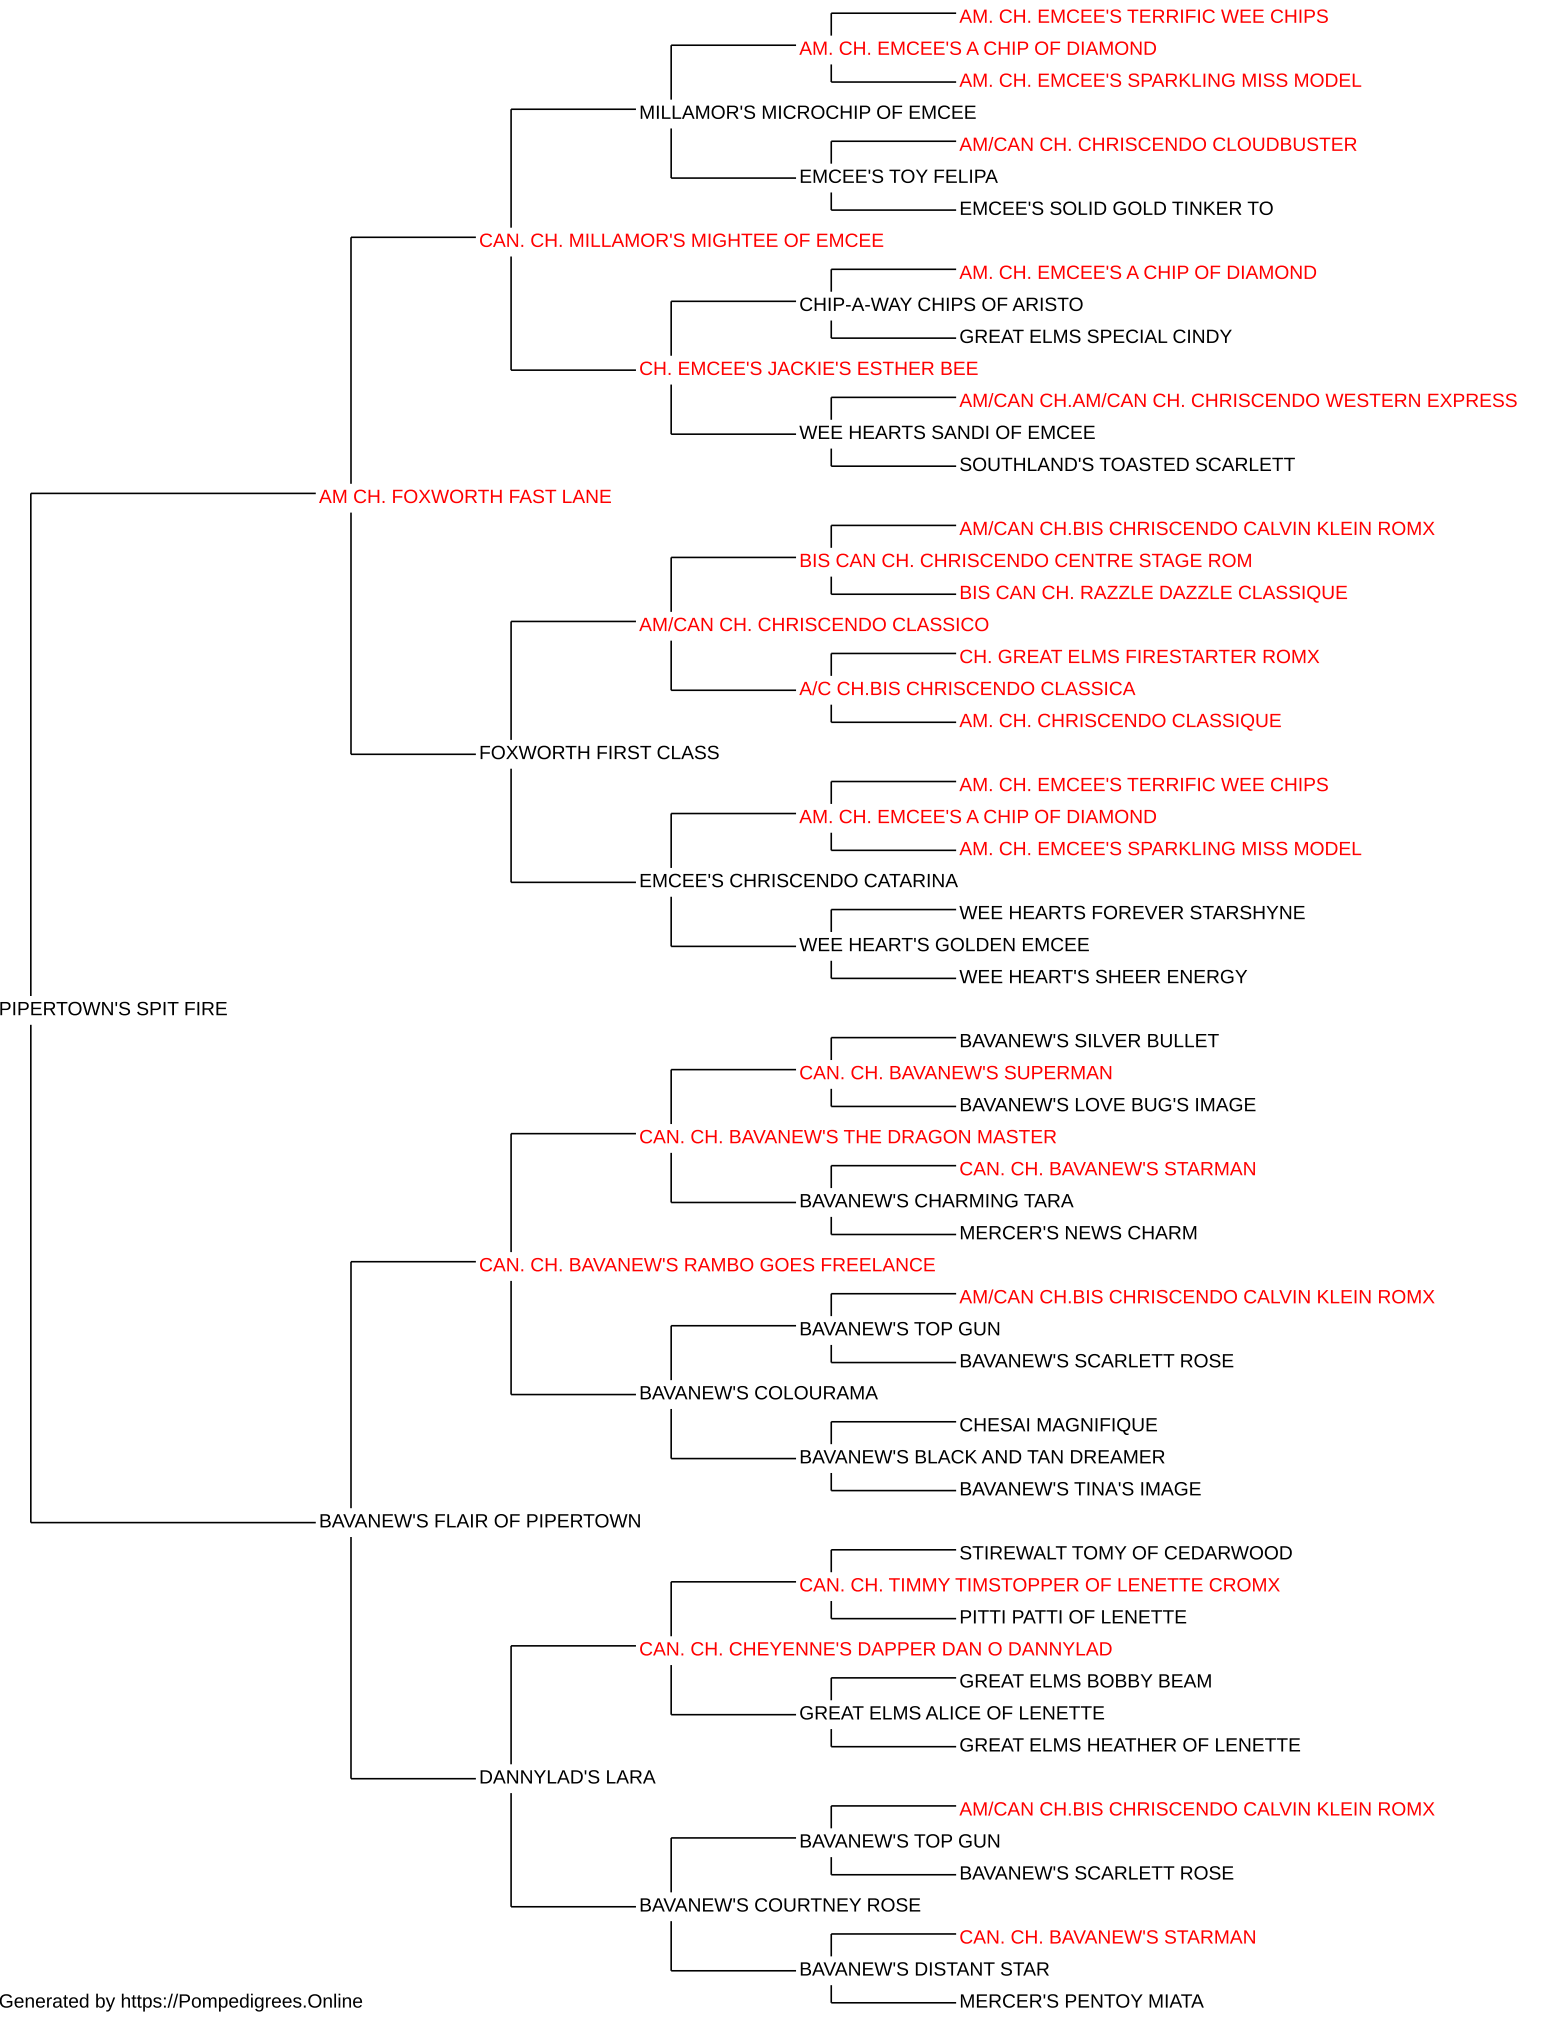 AM. CH. EMCEE'S TERRIFIC WEE CHIPS
AM. CH. EMCEE'S A CHIP OF DIAMOND
AM. CH. EMCEE'S SPARKLING MISS MODEL
MILLAMOR'S MICROCHIP OF EMCEE
AM/CAN CH. CHRISCENDO CLOUDBUSTER
EMCEE'S TOY FELIPA
EMCEE'S SOLID GOLD TINKER TO
CAN. CH. MILLAMOR'S MIGHTEE OF EMCEE
AM. CH. EMCEE'S A CHIP OF DIAMOND
CHIP-A-WAY CHIPS OF ARISTO
GREAT ELMS SPECIAL CINDY
CH. EMCEE'S JACKIE'S ESTHER BEE
AM/CAN CH.AM/CAN CH. CHRISCENDO WESTERN EXPRESS
WEE HEARTS SANDI OF EMCEE
SOUTHLAND'S TOASTED SCARLETT
AM CH. FOXWORTH FAST LANE
AM/CAN CH.BIS CHRISCENDO CALVIN KLEIN ROMX
BIS CAN CH. CHRISCENDO CENTRE STAGE ROM
BIS CAN CH. RAZZLE DAZZLE CLASSIQUE
AM/CAN CH. CHRISCENDO CLASSICO
CH. GREAT ELMS FIRESTARTER ROMX
A/C CH.BIS CHRISCENDO CLASSICA
AM. CH. CHRISCENDO CLASSIQUE
FOXWORTH FIRST CLASS
AM. CH. EMCEE'S TERRIFIC WEE CHIPS
AM. CH. EMCEE'S A CHIP OF DIAMOND
AM. CH. EMCEE'S SPARKLING MISS MODEL
EMCEE'S CHRISCENDO CATARINA
WEE HEARTS FOREVER STARSHYNE
WEE HEART'S GOLDEN EMCEE
WEE HEART'S SHEER ENERGY
PIPERTOWN'S SPIT FIRE
BAVANEW'S SILVER BULLET
CAN. CH. BAVANEW'S SUPERMAN
BAVANEW'S LOVE BUG'S IMAGE
CAN. CH. BAVANEW'S THE DRAGON MASTER
CAN. CH. BAVANEW'S STARMAN
BAVANEW'S CHARMING TARA
MERCER'S NEWS CHARM
CAN. CH. BAVANEW'S RAMBO GOES FREELANCE
AM/CAN CH.BIS CHRISCENDO CALVIN KLEIN ROMX
BAVANEW'S TOP GUN
BAVANEW'S SCARLETT ROSE
BAVANEW'S COLOURAMA
CHESAI MAGNIFIQUE
BAVANEW'S BLACK AND TAN DREAMER
BAVANEW'S TINA'S IMAGE
BAVANEW'S FLAIR OF PIPERTOWN
STIREWALT TOMY OF CEDARWOOD
CAN. CH. TIMMY TIMSTOPPER OF LENETTE CROMX
PITTI PATTI OF LENETTE
CAN. CH. CHEYENNE'S DAPPER DAN O DANNYLAD
GREAT ELMS BOBBY BEAM
GREAT ELMS ALICE OF LENETTE
GREAT ELMS HEATHER OF LENETTE
DANNYLAD'S LARA
AM/CAN CH.BIS CHRISCENDO CALVIN KLEIN ROMX
BAVANEW'S TOP GUN
BAVANEW'S SCARLETT ROSE
BAVANEW'S COURTNEY ROSE
CAN. CH. BAVANEW'S STARMAN
BAVANEW'S DISTANT STAR
MERCER'S PENTOY MIATA
Generated by https://Pompedigrees.Online